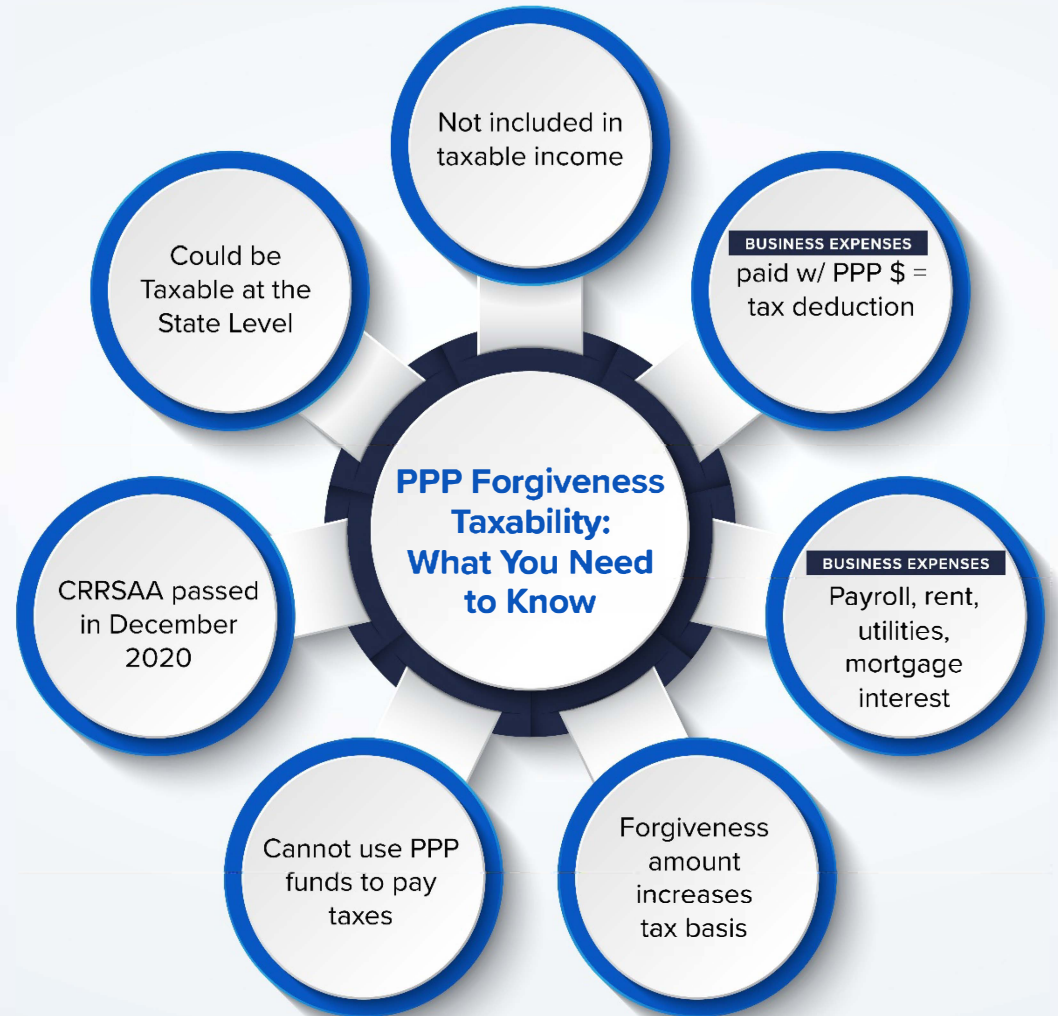 PPP Forgiveness
Taxability:
What You Need
to Know
Not included in
taxable income
BUSINESS EXPENSES
paid w/ PPP $ =
tax deduction
BUSINESS EXPENSES
Payroll, rent,
utilities,
mortgage
interest
Forgiveness
amount
increases
tax basis
Cannot use PPP
funds to pay
taxes
CRRSAA passed
in December
2020
Could be
Taxable at the
State Level